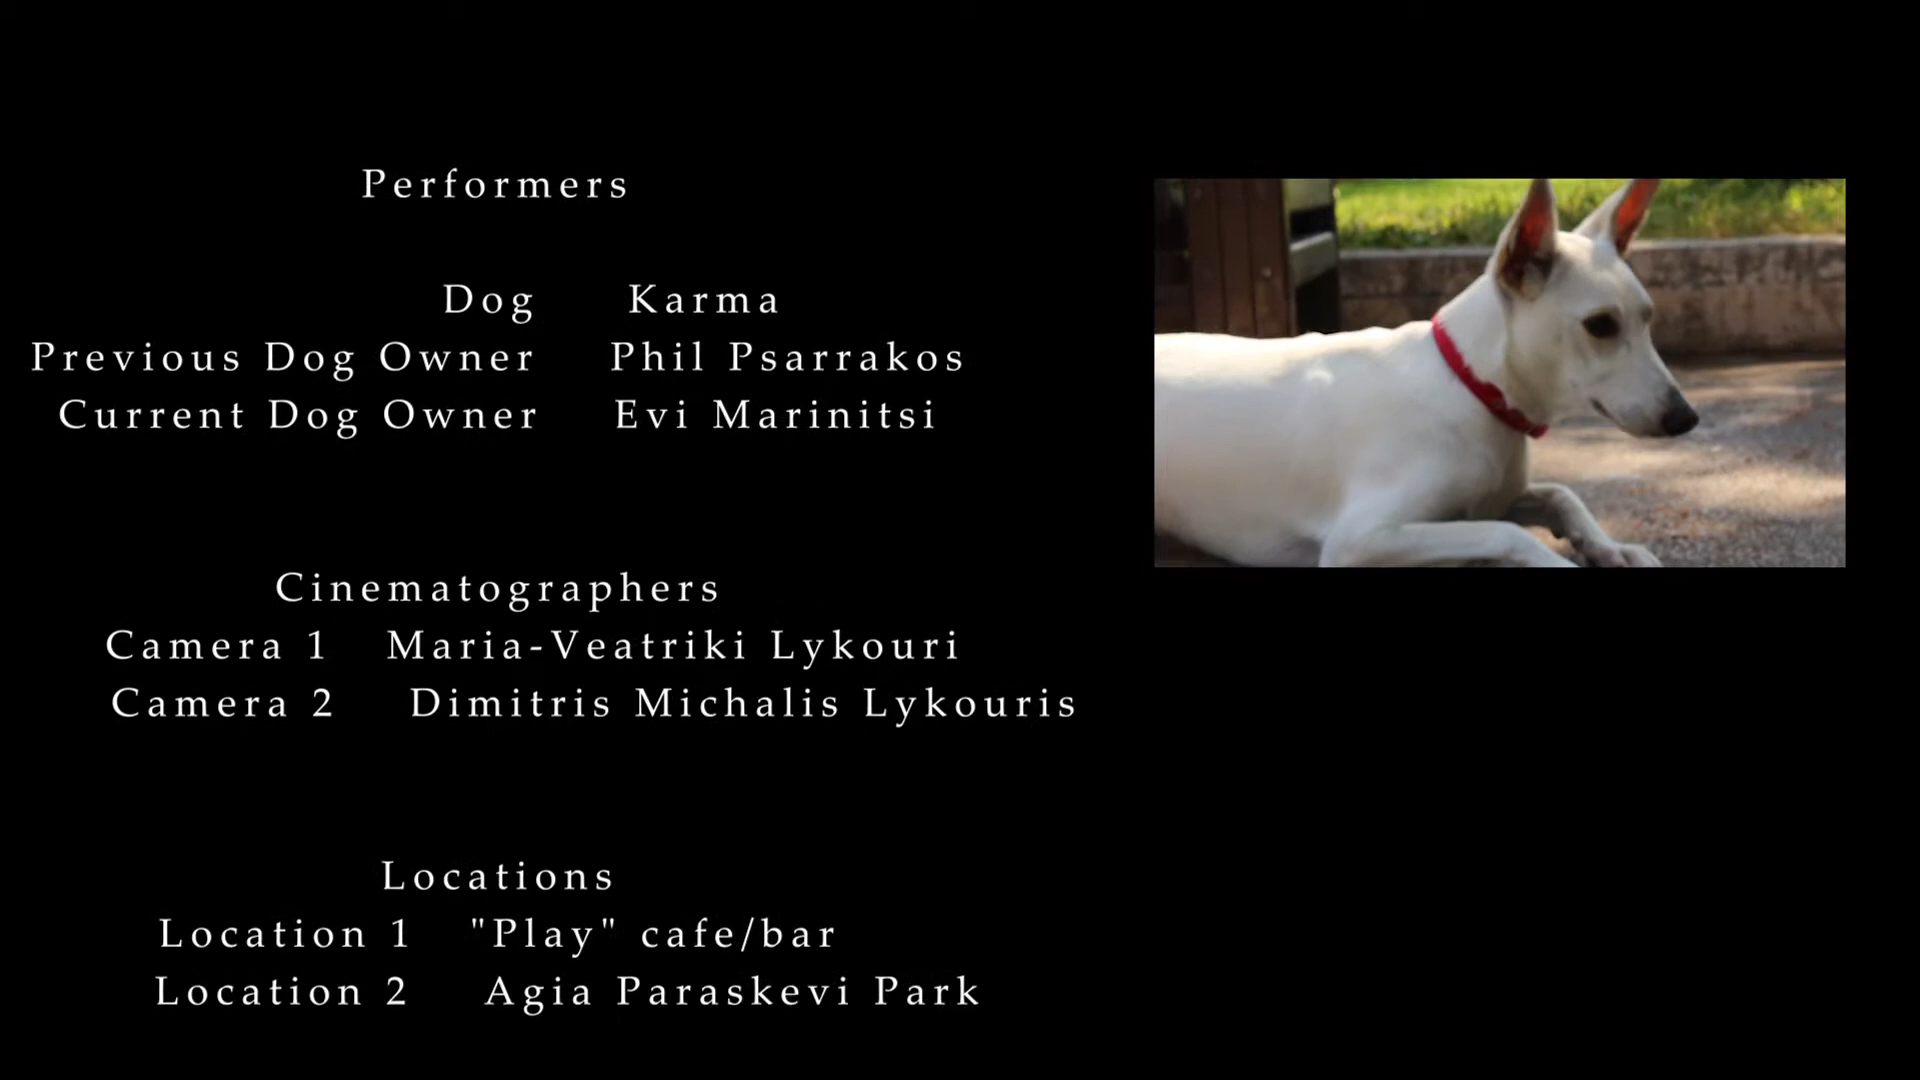 Performers
Dog Karma
Previous Dog Owner Phil Psarrakos
Current Dog Owner Evi Marinitsi
Cinematographers
Camera 1 Maria-Veatriki Lykouri
Camera 2 Dimitris Michalis Lykouris
Locations
Location 1 "Play" cafe/bar
Location 2 Agia Paraskevi Park